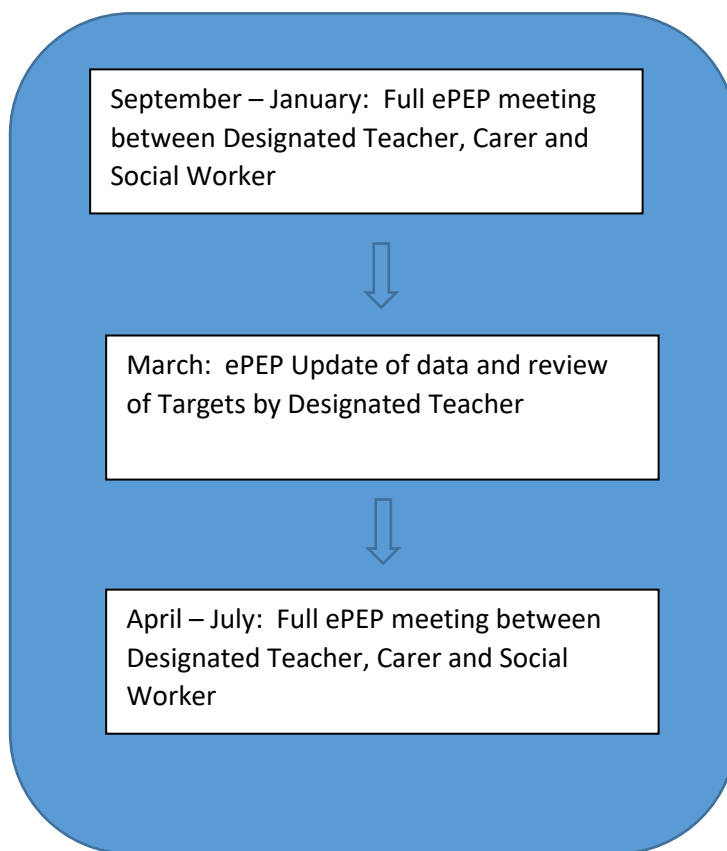 September – January:  Full ePEP meeting
between Designated Teacher, Carer and
Social Worker
March:  ePEP Update of data and review
of Targets by Designated Teacher
April – July:  Full ePEP meeting between
Designated Teacher, Carer and Social
Worker